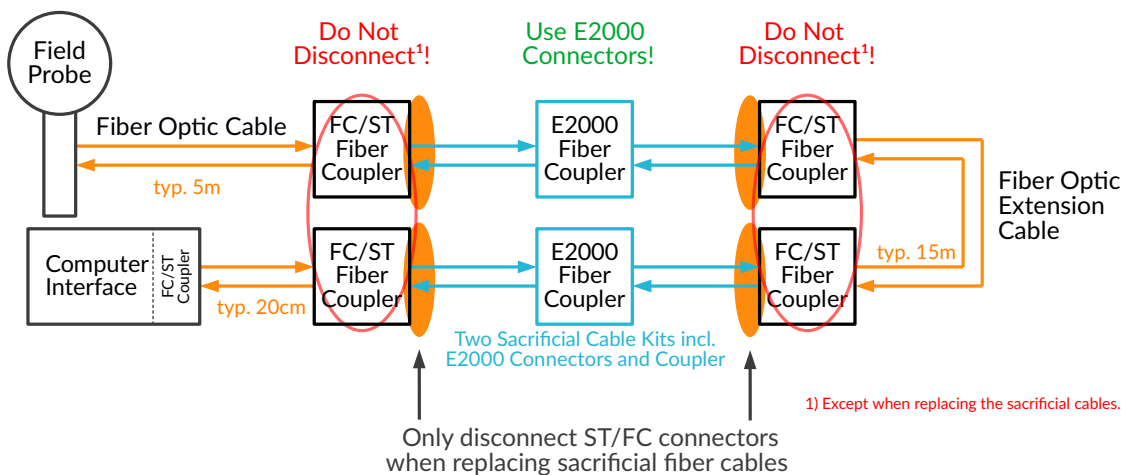 Field
Probe
Do Not
Disconnect¹!
Use E2000
Connectors!
Do Not
Disconnect¹!
Fiber Optic Cable
typ. 5m
FC/ST
Fiber
Coupler
E2000
Fiber
Coupler
FC/ST
Fiber
Coupler
Fiber Optic
Extension
Cable
Computer
Interface
FC/ST
Coupler
typ. 20cm
FC/ST
Fiber
Coupler
E2000
Fiber
Coupler
FC/ST
Fiber
Coupler
typ. 15m
Two Sacrificial Cable Kits incl.
E2000 Connectors and Coupler
1) Except when replacing the sacrificial cables.
Only disconnect ST/FC connectors
when replacing sacrificial fiber cables